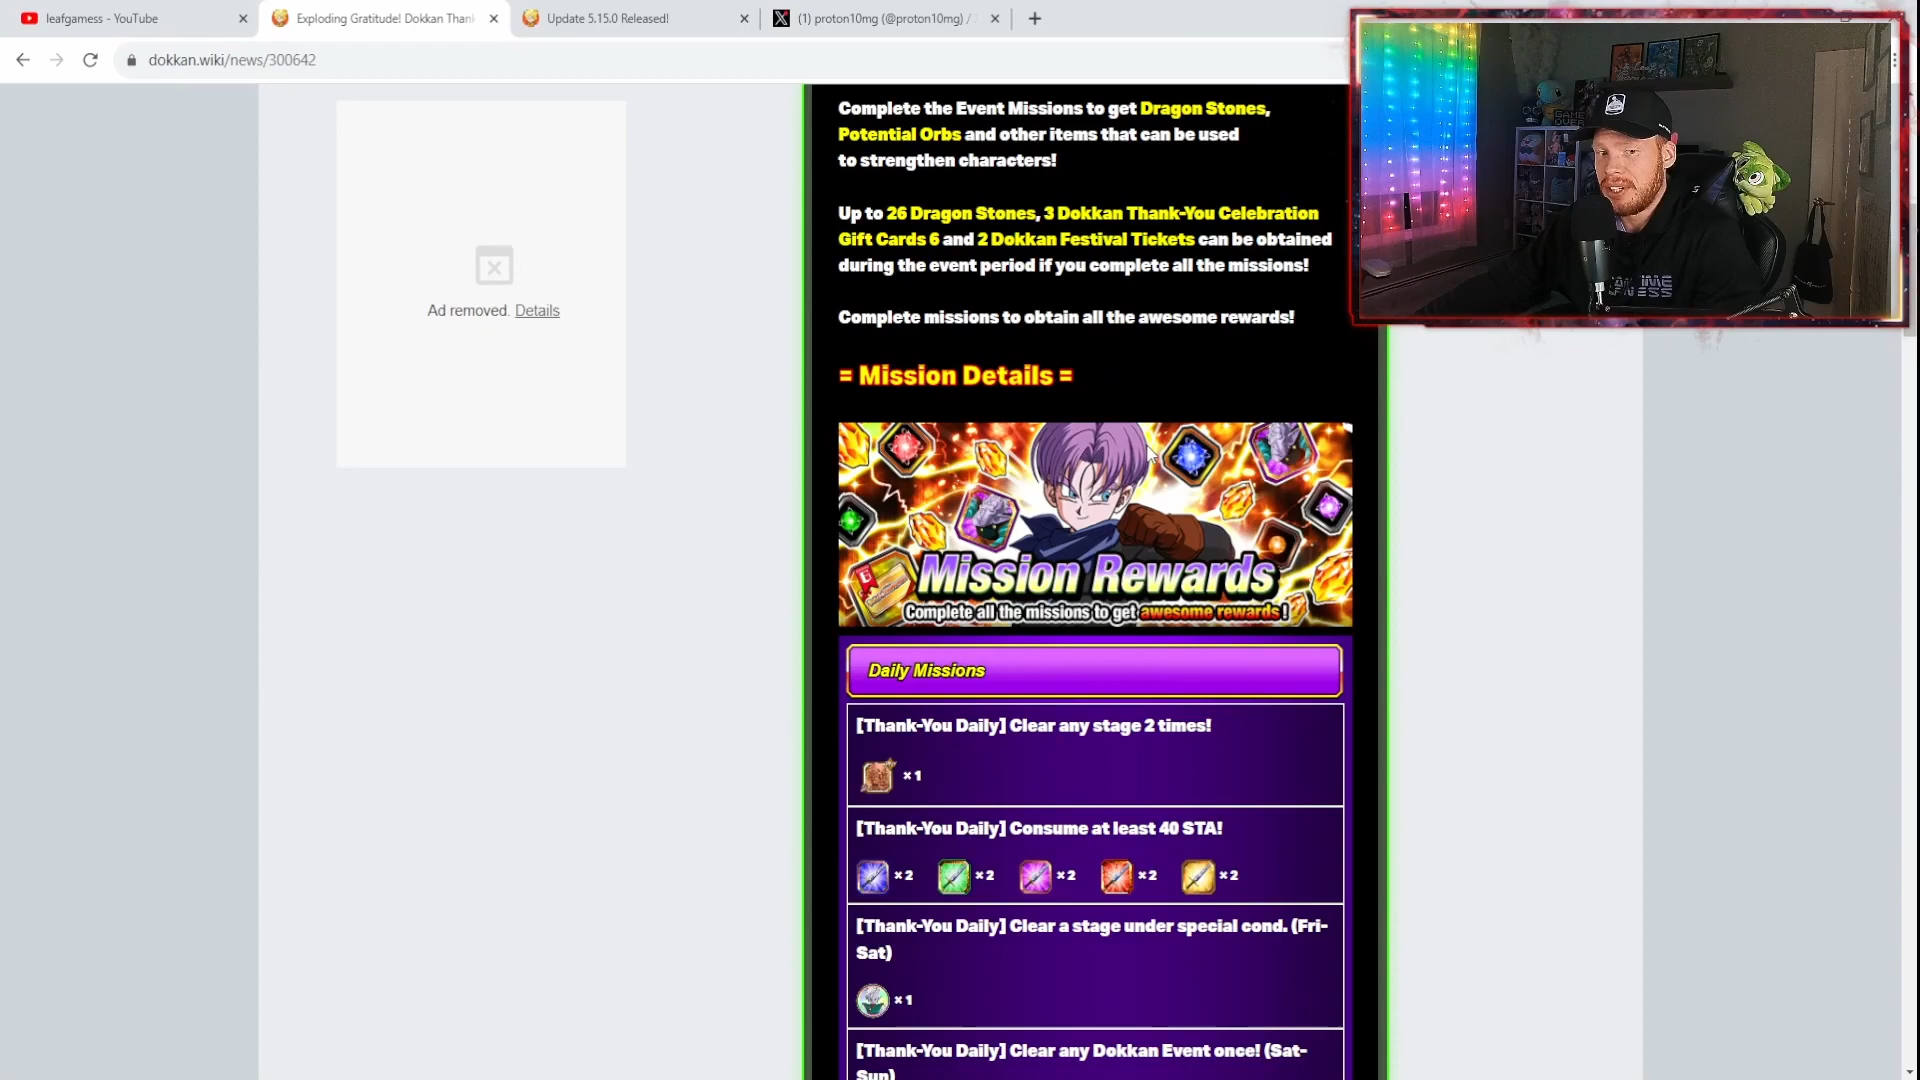 leafgamess - YouTube
Exploding Gratitude! Dokkan Than
Update 5.15.0 Released!
(1) proton10mg (@proton10mg) /
dokkan.wiki/news/300642
Ad removed. Details
Complete the Event Missions to get Dragon Stones,
Potential Orbs and other items that can be used
to strengthen characters!
Up to 26 Dragon Stones, 3 Dokkan Thank-You Celebration
Gift Cards 6 and 2 Dokkan Festival Tickets can be obtained
during the event period if you complete all the missions!
Complete missions to obtain all the awesome rewards!
= Mission Details =
6
Mission Rewards
Complete all the missions to get awesome rewards!
Daily Missions
[Thank-You Daily] Clear any stage 2 times!
×1
[Thank-You Daily] Consume at least 40 STA!
×2 ×2 ×2 ×2 ×2
[Thank-You Daily] Clear a stage under special cond. (Fri-
Sat)
×1
[Thank-You Daily] Clear any Dokkan Event once! (Sat-
Sun)
GAME
OVER